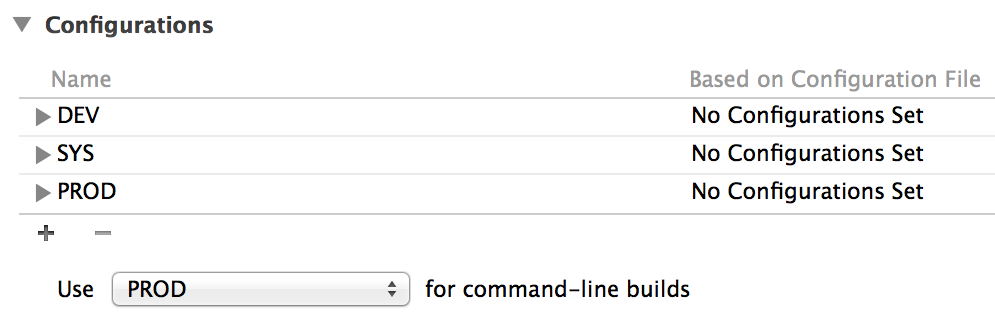 Configurations
Name Based on Configuration File
DEV No Configurations Set
SYS No Configurations Set
PROD No Configurations Set
Use PROD for command-line builds